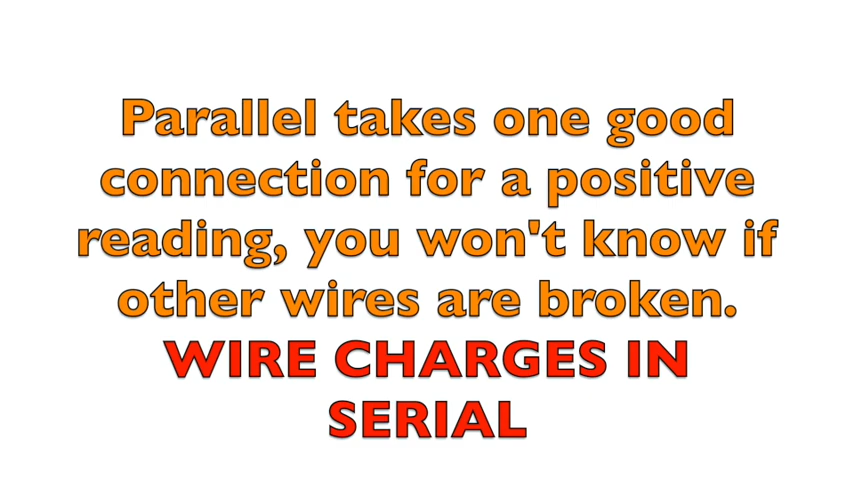 Parallel takes one good
connection for a positive
reading, you won't know if
other wires are broken.
WIRE CHARGES IN
SERIAL